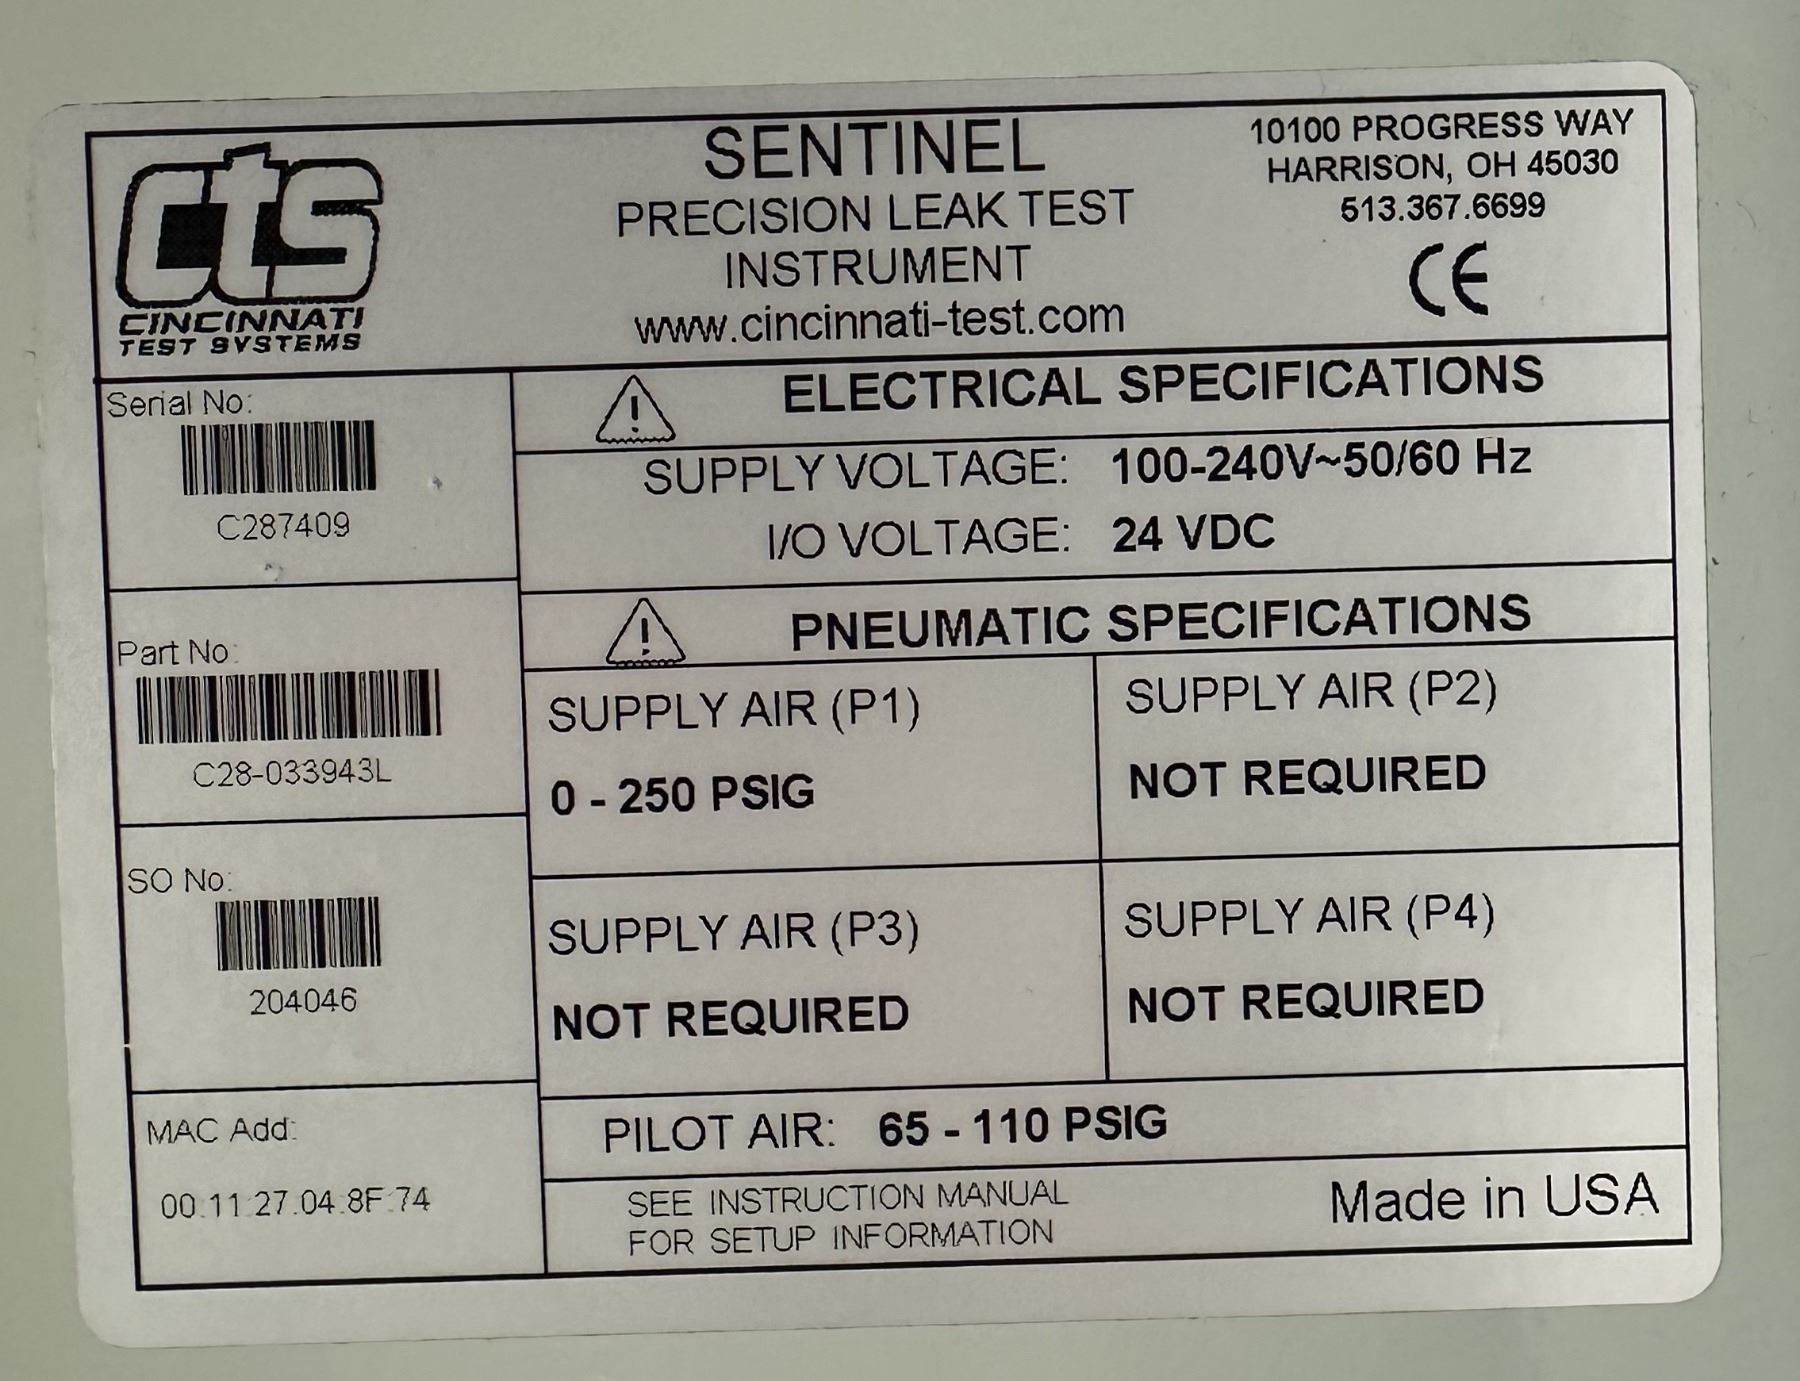 cts
CINCINNATI
TEST SYSTEMS
SENTINEL
PRECISION LEAK TEST
INSTRUMENT
www.cincinnati-test.com
10100 PROGRESS WAY
HARRISON, OH 45030
513.367.6699
CE
Serial No:
C287409
Part No:
C28-033943L
SO No:
204046
MAC Add:
00:11:27:04:8F:74
ELECTRICAL SPECIFICATIONS
SUPPLY VOLTAGE: 100-240V~50/60 Hz
I/O VOLTAGE: 24 VDC
PNEUMATIC SPECIFICATIONS
SUPPLY AIR (P1)
0 - 250 PSIG
SUPPLY AIR (P2)
NOT REQUIRED
SUPPLY AIR (P3)
NOT REQUIRED
SUPPLY AIR (P4)
NOT REQUIRED
PILOT AIR: 65 - 110 PSIG
SEE INSTRUCTION MANUAL
FOR SETUP INFORMATION
Made in USA